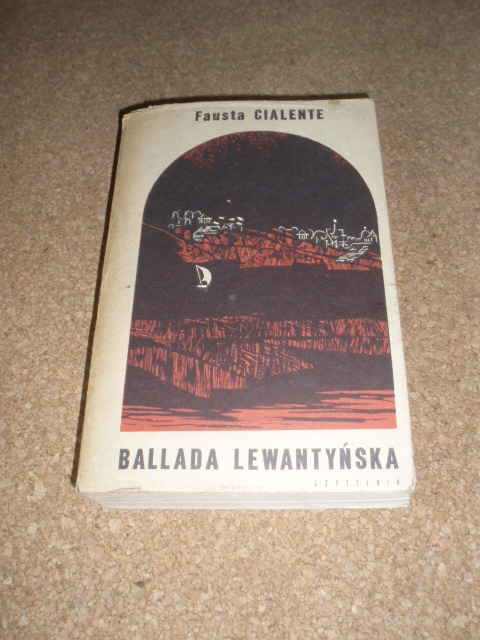 Fausta CIALENTE
BALLADA LEWANTYŃSKA
CZYTELNIK